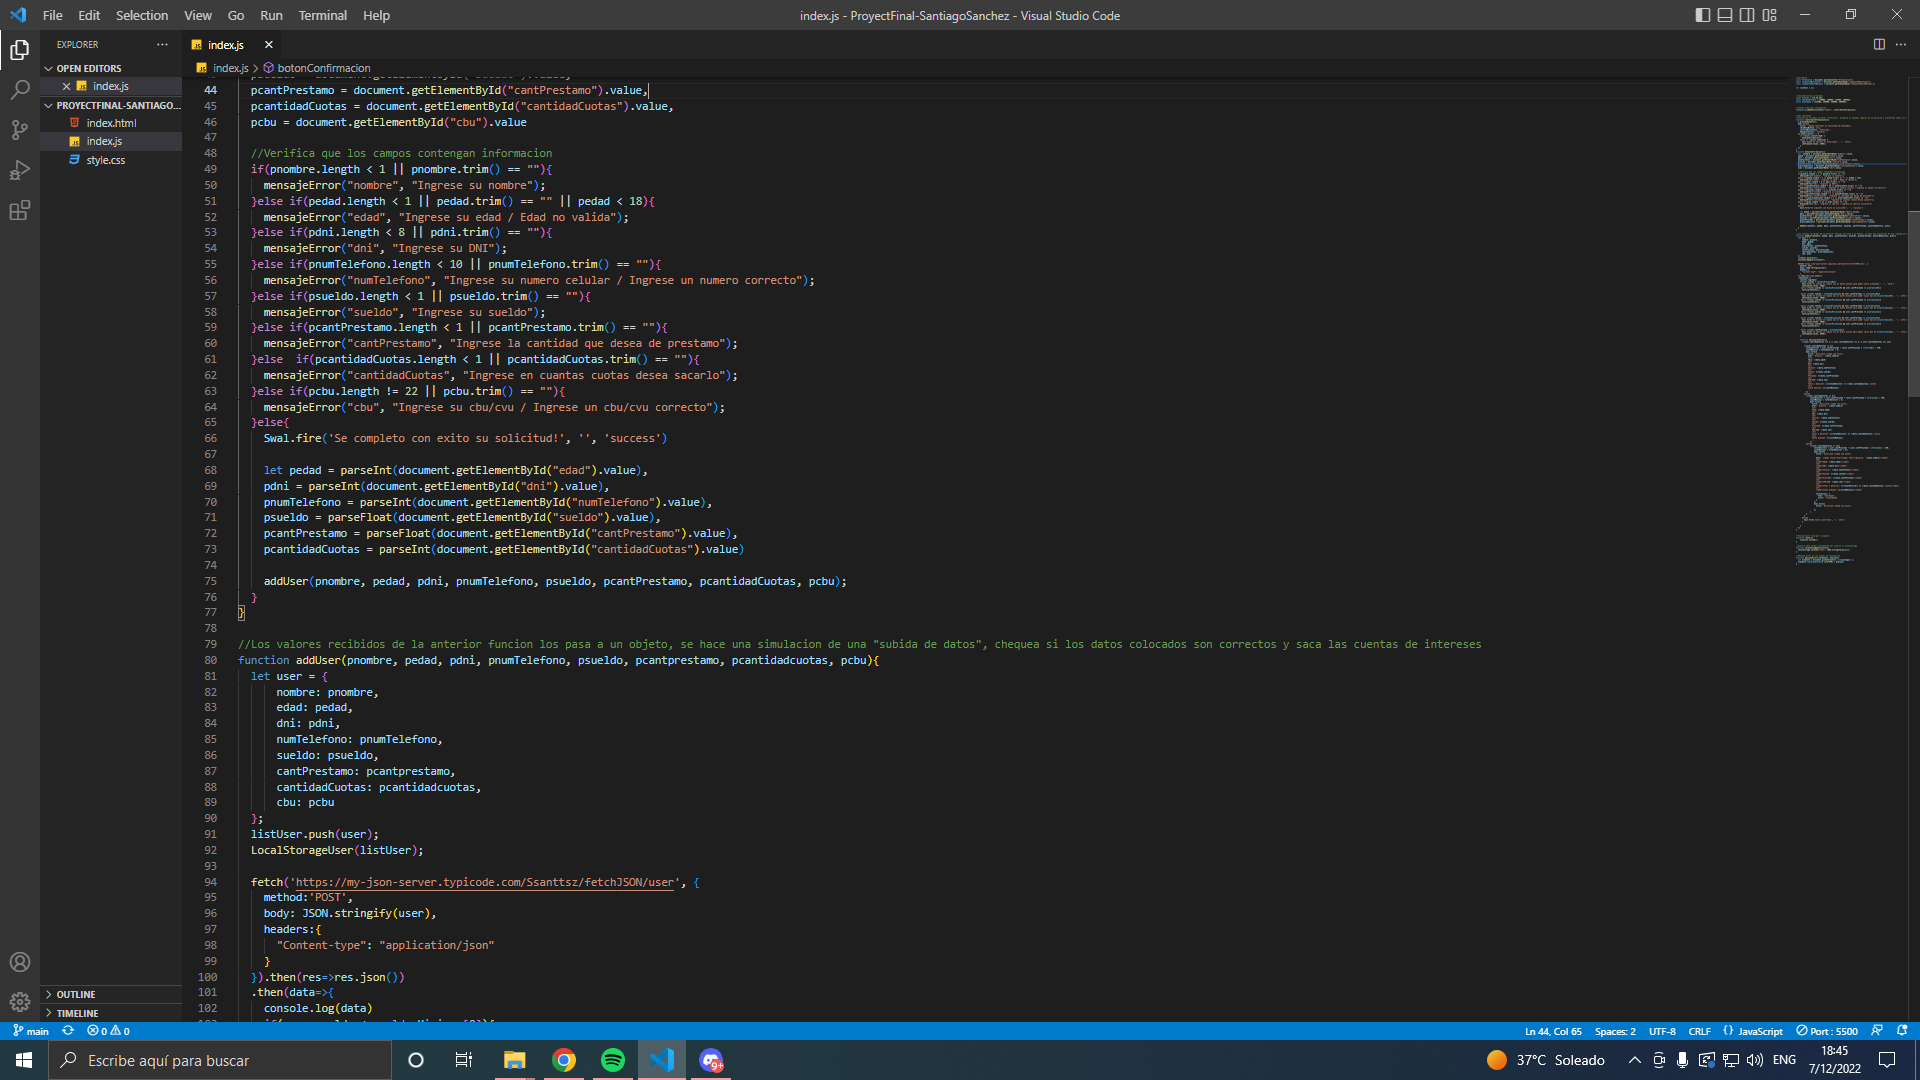 File Edit Selection View Go Run Terminal Help
index.js - ProyectFinal-SantiagoSanchez - Visual Studio Code
EXPLORER
index.js
OPEN EDITORS
index.js
PROYECTFINAL-SANTIAGO...
index.html
index.js
style.css
OUTLINE
TIMELINE
index.js > botonConfirmacion
44 pcantPrestamo = document.getElementById("cantPrestamo").value,
45 pcantidadCuotas = document.getElementById("cantidadCuotas").value,
46 pcbu = document.getElementById("cbu").value
47
48 //Verifica que los campos contengan informacion
49 if(pnombre.length < 1 || pnombre.trim() == ""){
50 mensajeError("nombre", "Ingrese su nombre");
51 }else if(pedad.length < 1 || pedad.trim() == "" || pedad < 18){
52 mensajeError("edad", "Ingrese su edad / Edad no valida");
53 }else if(pdni.length < 8 || pdni.trim() == ""){
54 mensajeError("dni", "Ingrese su DNI");
55 }else if(pnumTelefono.length < 10 || pnumTelefono.trim() == ""){
56 mensajeError("numTelefono", "Ingrese su numero celular / Ingrese un numero correcto");
57 }else if(psueldo.length < 1 || psueldo.trim() == ""){
58 mensajeError("sueldo", "Ingrese su sueldo");
59 }else if(pcantPrestamo.length < 1 || pcantPrestamo.trim() == ""){
60 mensajeError("cantPrestamo", "Ingrese la cantidad que desea de prestamo");
61 }else  if(pcantidadCuotas.length < 1 || pcantidadCuotas.trim() == ""){
62 mensajeError("cantidadCuotas", "Ingrese en cuantas cuotas desea sacarlo");
63 }else if(pcbu.length != 22 || pcbu.trim() == ""){
64 mensajeError("cbu", "Ingrese su cbu/cvu / Ingrese un cbu/cvu correcto");
65 }else{
66 Swal.fire('Se completo con exito su solicitud!', '', 'success')
67
68 let pedad = parseInt(document.getElementById("edad").value),
69 pdni = parseInt(document.getElementById("dni").value),
70 pnumTelefono = parseInt(document.getElementById("numTelefono").value),
71 psueldo = parseFloat(document.getElementById("sueldo").value),
72 pcantPrestamo = parseFloat(document.getElementById("cantPrestamo").value),
73 pcantidadCuotas = parseInt(document.getElementById("cantidadCuotas").value)
74
75 addUser(pnombre, pedad, pdni, pnumTelefono, psueldo, pcantPrestamo, pcantidadCuotas, pcbu);
76 }
77 }
78
79 //Los valores recibidos de la anterior funcion los pasa a un objeto, se hace una simulacion de una "subida de datos", chequea si los datos colocados son correctos y saca las cuentas de intereses
80 function addUser(pnombre, pedad, pdni, pnumTelefono, psueldo, pcantprestamo, pcantidadcuotas, pcbu){
81 let user = {
82 nombre: pnombre,
83 edad: pedad,
84 dni: pdni,
85 numTelefono: pnumTelefono,
86 sueldo: psueldo,
87 cantPrestamo: pcantprestamo,
88 cantidadCuotas: pcantidadcuotas,
89 cbu: pcbu
90 };
91 listUser.push(user);
92 LocalStorageUser(listUser);
93
94 fetch('https://my-json-server.typicode.com/Ssanttsz/fetchJSON/user', {
95 method:'POST',
96 body: JSON.stringify(user),
97 headers:{
98 "Content-type": "application/json"
99 }
100 }).then(res=>res.json())
101 .then(data=>{
102 console.log(data)
main 0 0
Ln 44, Col 65 Spaces: 2 UTF-8 CRLF {} JavaScript Port : 5500
Escribe aquí para buscar
9+
37°C Soleado
ENG
18:45
7/12/2022